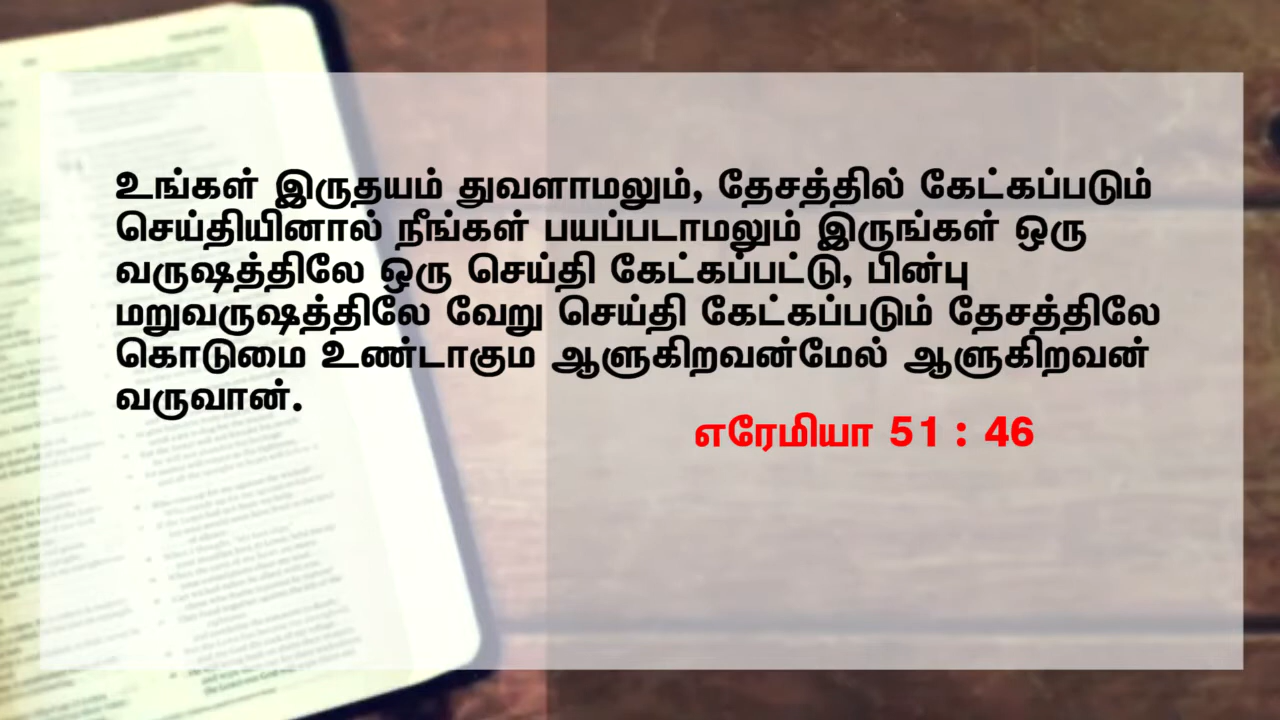 உங்கள் இருதயம் துவளாமலும், தேசத்தில் கேட்கப்படும்
செய்தியினால் நீங்கள் பயப்படாமலும் இருங்கள் ஒரு
வருஷத்திலே ஒரு செய்தி கேட்கப்பட்டு, பின்பு
மறுவருஷத்திலே வேறு செய்தி கேட்கப்படும் தேசத்திலே
கொடுமை உண்டாகும ஆளுகிறவன்மேல் ஆளுகிறவன்
வருவான்.
எரேமியா 51 : 46